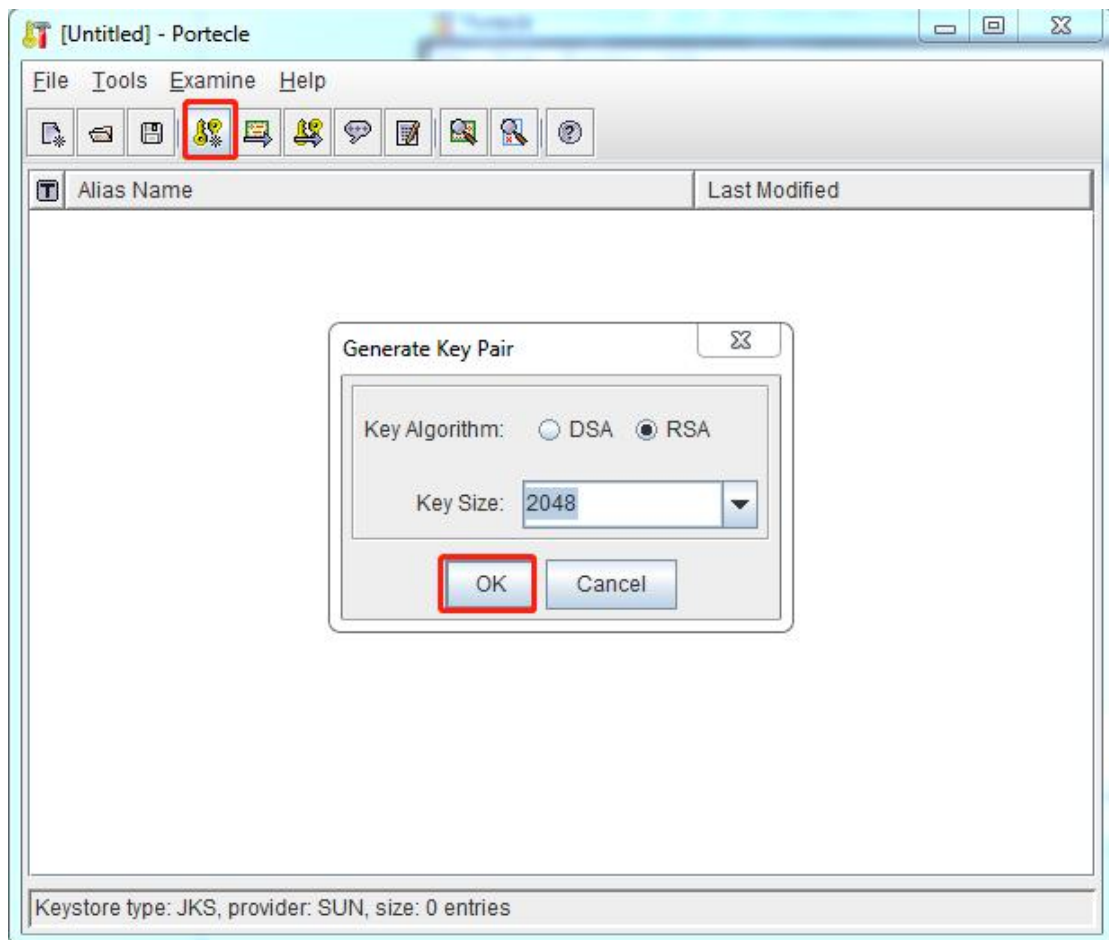 [Untitled] - Portecle
File Tools Examine Help
T Alias Name Last Modified
Generate Key Pair
Key Algorithm: DSA RSA
Key Size: 2048
OK Cancel
Keystore type: JKS, provider: SUN, size: 0 entries